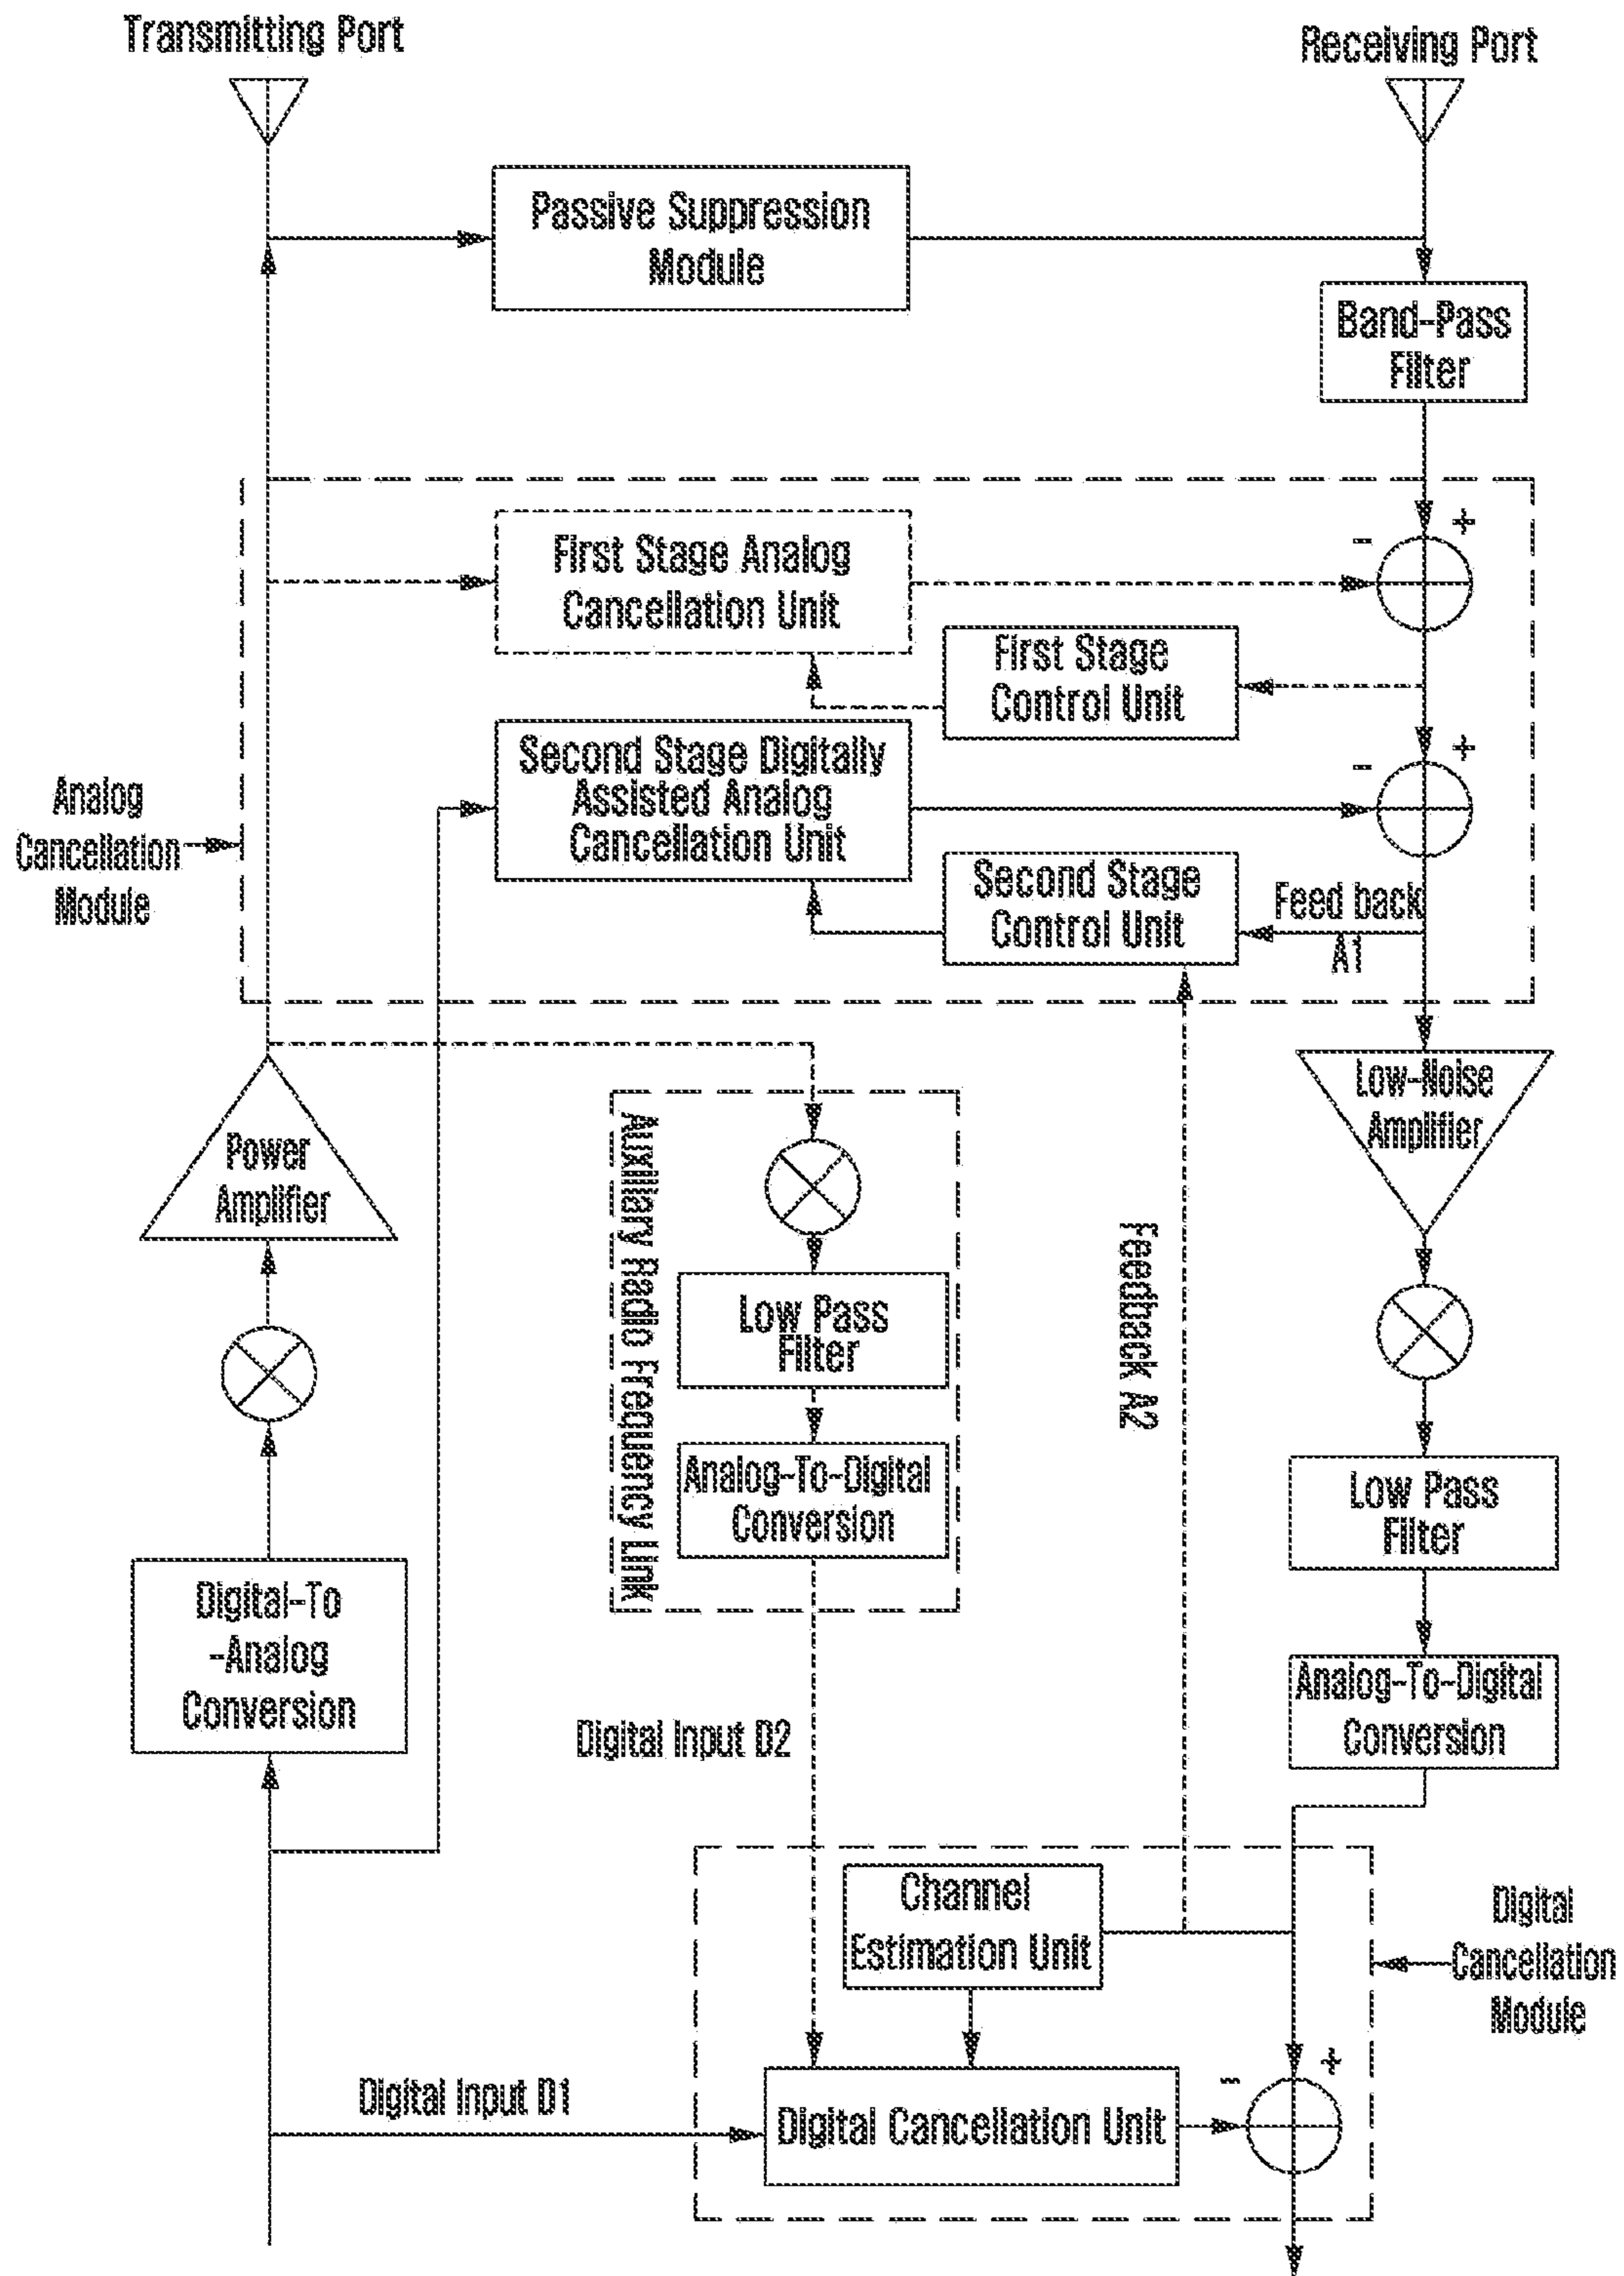 Transmitting Port
Receiving Port
Passive Suppression
Module
Band-Pass
Filter
+
-
First Stage Analog
Cancellation Unit
First Stage
Control Unit
+
-
Second Stage Digitally
Assisted Analog
Cancellation Unit
Analog
Cancellation
Module
Second Stage
Control Unit
Feed back
A1
Low-Noise
Amplifier
Power
Amplifier
Auxiliary Radio Frequency Link
Low Pass
Filter
Analog-To-Digital
Conversion
Feedback A2
Low Pass
Filter
Digital-To
-Analog
Conversion
Analog-To-Digital
Conversion
Digital Input D2
Channel
Estimation Unit
Digital
Cancellation
Module
+
-
Digital Input D1
Digital Cancellation Unit